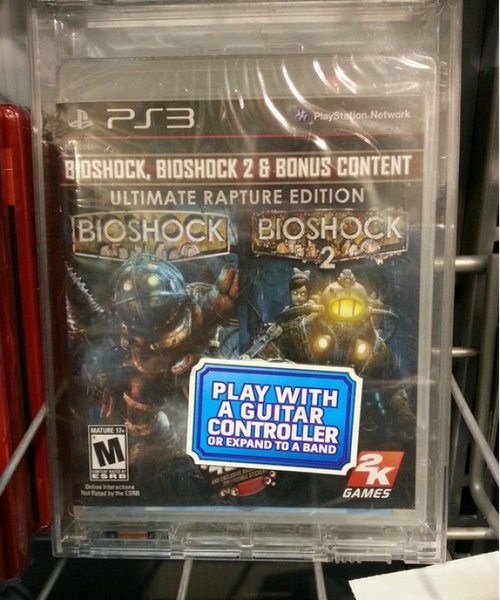 PS3
PlayStation Network
BIOSHOCK, BIOSHOCK 2 & BONUS CONTENT
ULTIMATE RAPTURE EDITION
BIOSHOCK
BIOSHOCK
2
PLAY WITH
A GUITAR
CONTROLLER
OR EXPAND TO A BAND
MATURE 17+
M
ESRB
Online Interactions
Not Rated by the ESRB
2K
GAMES